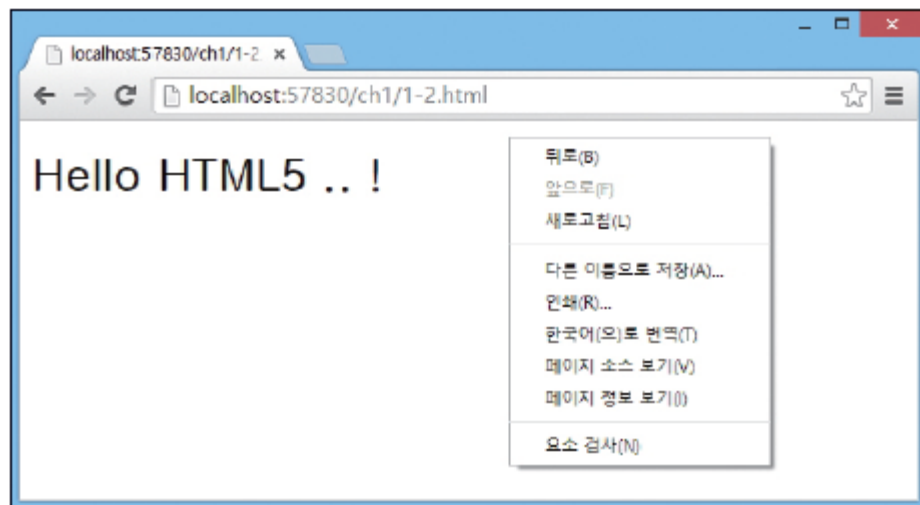 localhost:57830/ch1/1-2
localhost:57830/ch1/1-2.html
Hello HTML5 .. !
뒤로(B)
앞으로(F)
새로고침(L)
다른 이름으로 저장(A)...
인쇄(R)...
한국어(으)로 번역(T)
페이지 소스 보기(V)
페이지 정보 보기(I)
요소 검사(N)